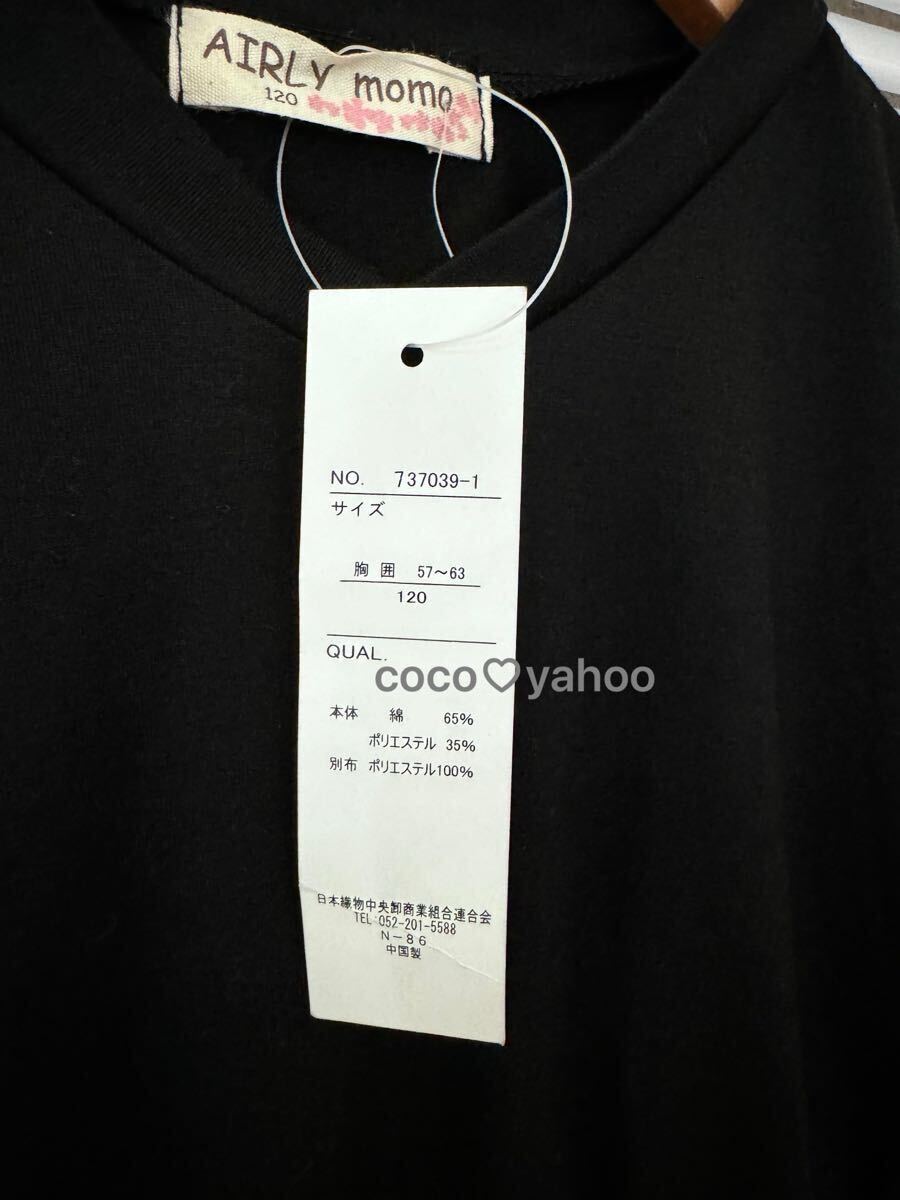 AIRLY momo
120
NO. 737039-1
サイズ
胸囲 57～63
120
QUAL.
coco♡yahoo
本体 綿 65%
ポリエステル 35%
別布 ポリエステル100%
日本織物中央卸商業組合連合会
TEL:052-201-5588
N-86
中国製